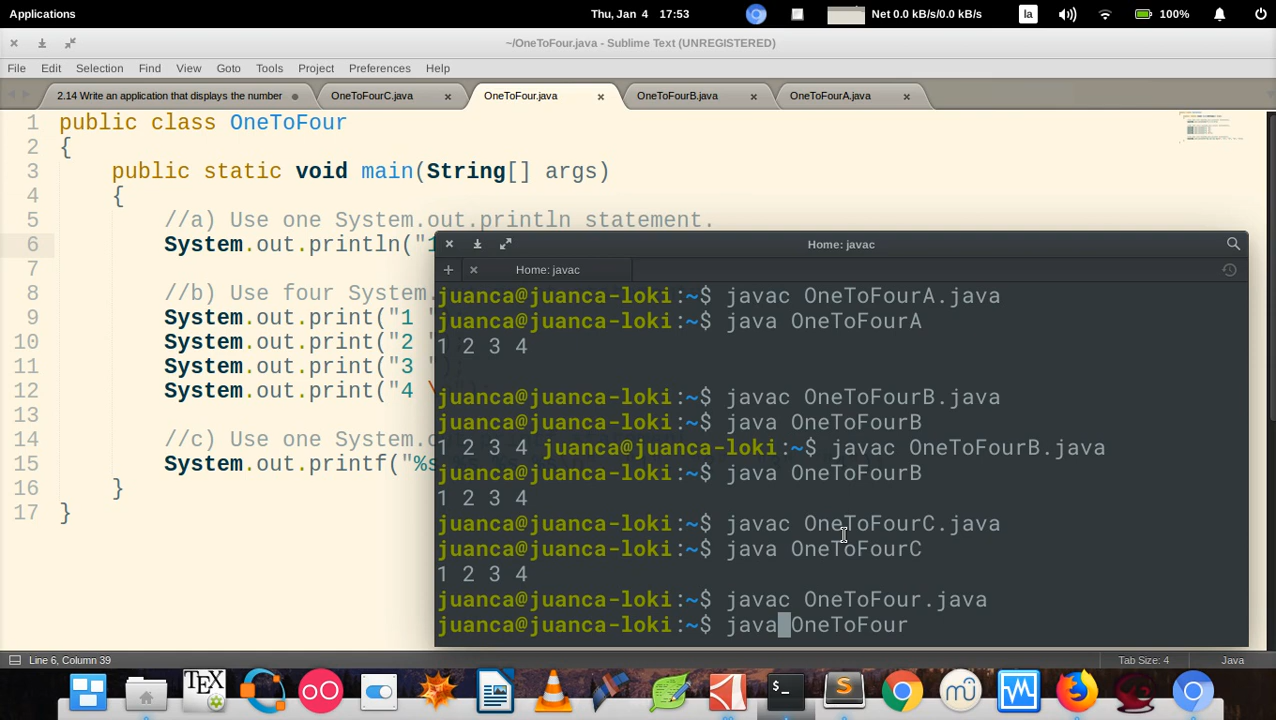 Applications Thu, Jan 4 17:53 Net 0.0 kB/s/0.0 kB/s la 100%
~/OneToFour.java - Sublime Text (UNREGISTERED)
File Edit Selection Find View Goto Tools Project Preferences Help
2.14 Write an application that displays the number OneToFourC.java OneToFour.java OneToFourB.java OneToFourA.java
1 public class OneToFour
2 {
3 public static void main(String[] args)
4 {
5 //a) Use one System.out.println statement.
6 System.out.println("1
7
8 //b) Use four System.
9 System.out.print("1 "
10 System.out.print("2 "
11 System.out.print("3 ");
12 System.out.print("4 \
13
14 //c) Use one System.o
15 System.out.printf("%s
16 }
17 }
Home: javac
Home: javac
juanca@juanca-loki:~$ javac OneToFourA.java
juanca@juanca-loki:~$ java OneToFourA
1 2 3 4
juanca@juanca-loki:~$ javac OneToFourB.java
juanca@juanca-loki:~$ java OneToFourB
1 2 3 4 juanca@juanca-loki:~$ javac OneToFourB.java
juanca@juanca-loki:~$ java OneToFourB
1 2 3 4
juanca@juanca-loki:~$ javac OneToFourC.java
juanca@juanca-loki:~$ java OneToFourC
1 2 3 4
juanca@juanca-loki:~$ javac OneToFour.java
juanca@juanca-loki:~$ java OneToFour
Line 6, Column 39 Tab Size: 4 Java
TEX